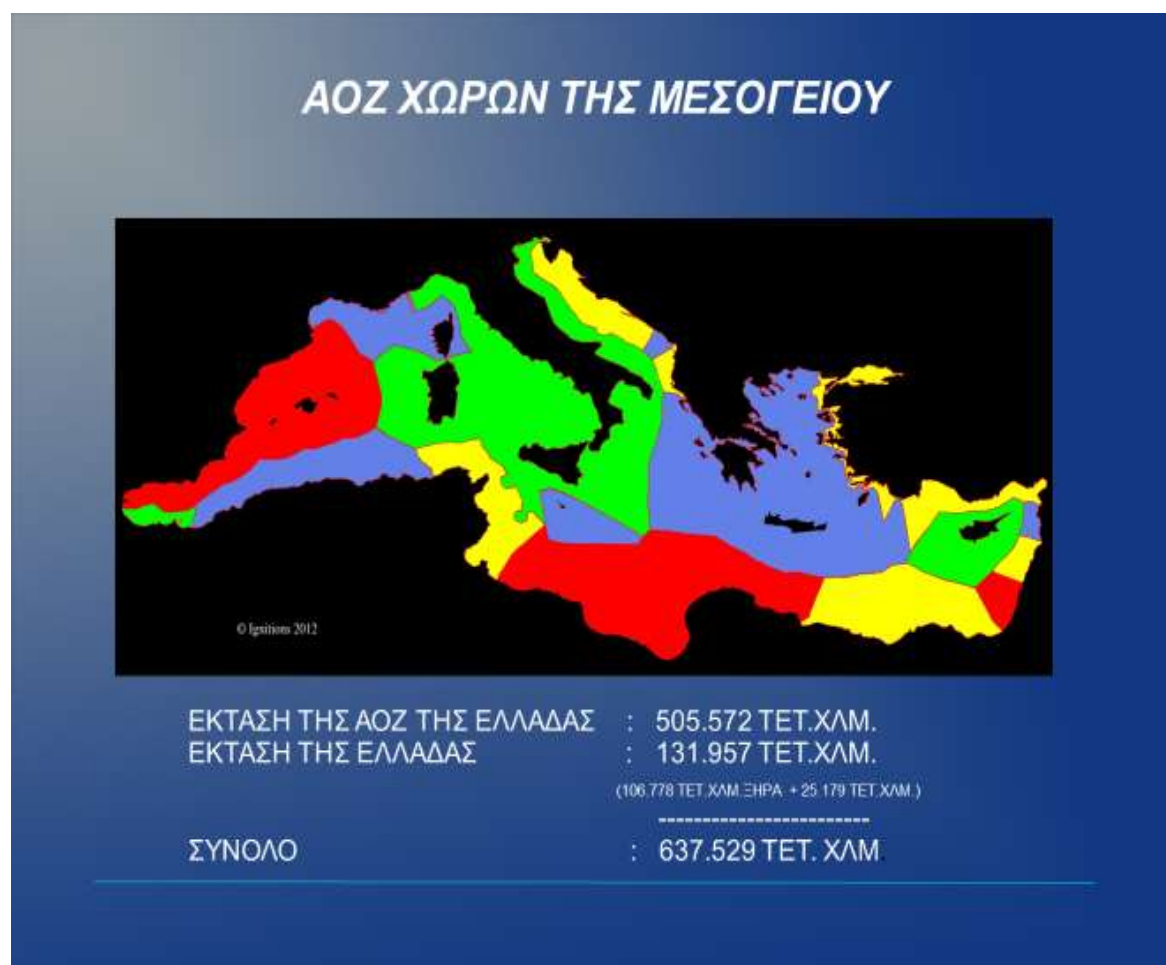 ΑΟΖ ΧΩΡΩΝ ΤΗΣ ΜΕΣΟΓΕΙΟΥ
© Ignitions 2012
ΕΚΤΑΣΗ ΤΗΣ ΑΟΖ ΤΗΣ ΕΛΛΑΔΑΣ : 505.572 ΤΕΤ.ΧΛΜ.
ΕΚΤΑΣΗ ΤΗΣ ΕΛΛΑΔΑΣ : 131.957 ΤΕΤ.ΧΛΜ.
(106.778 ΤΕΤ.ΧΛΜ.ΞΗΡΑ + 25.179 ΤΕΤ.ΧΛΜ.)
------------------------
ΣΥΝΟΛΟ : 637.529 ΤΕΤ. ΧΛΜ.